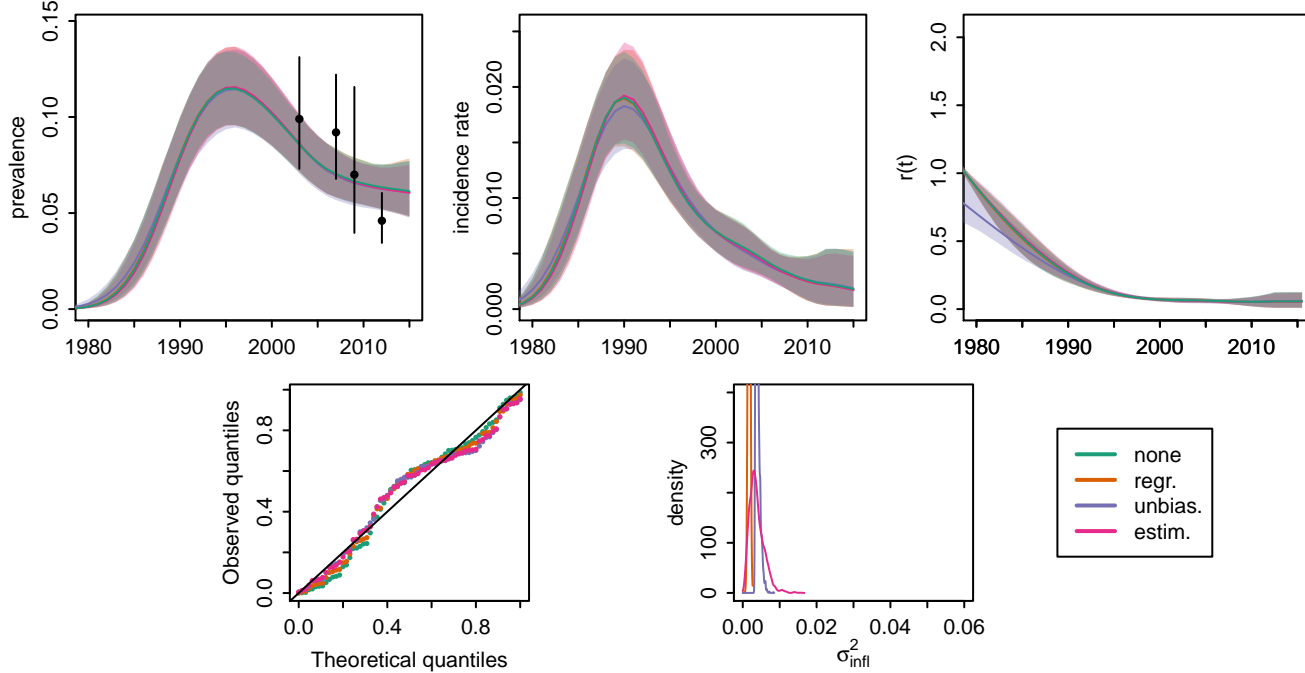 prevalence
0.00 0.05 0.10 0.15
1980 1990 2000 2010
incidence rate
0.000 0.010 0.020
1980 1990 2000 2010
r(t)
0.0 0.5 1.0 1.5 2.0
1980 1990 2000 2010
Observed quantiles
0.0 0.4 0.8
0.0 0.4 0.8
Theoretical quantiles
density
0 100 300
0.00 0.02 0.04 0.06
σ²infl
none
regr.
unbias.
estim.